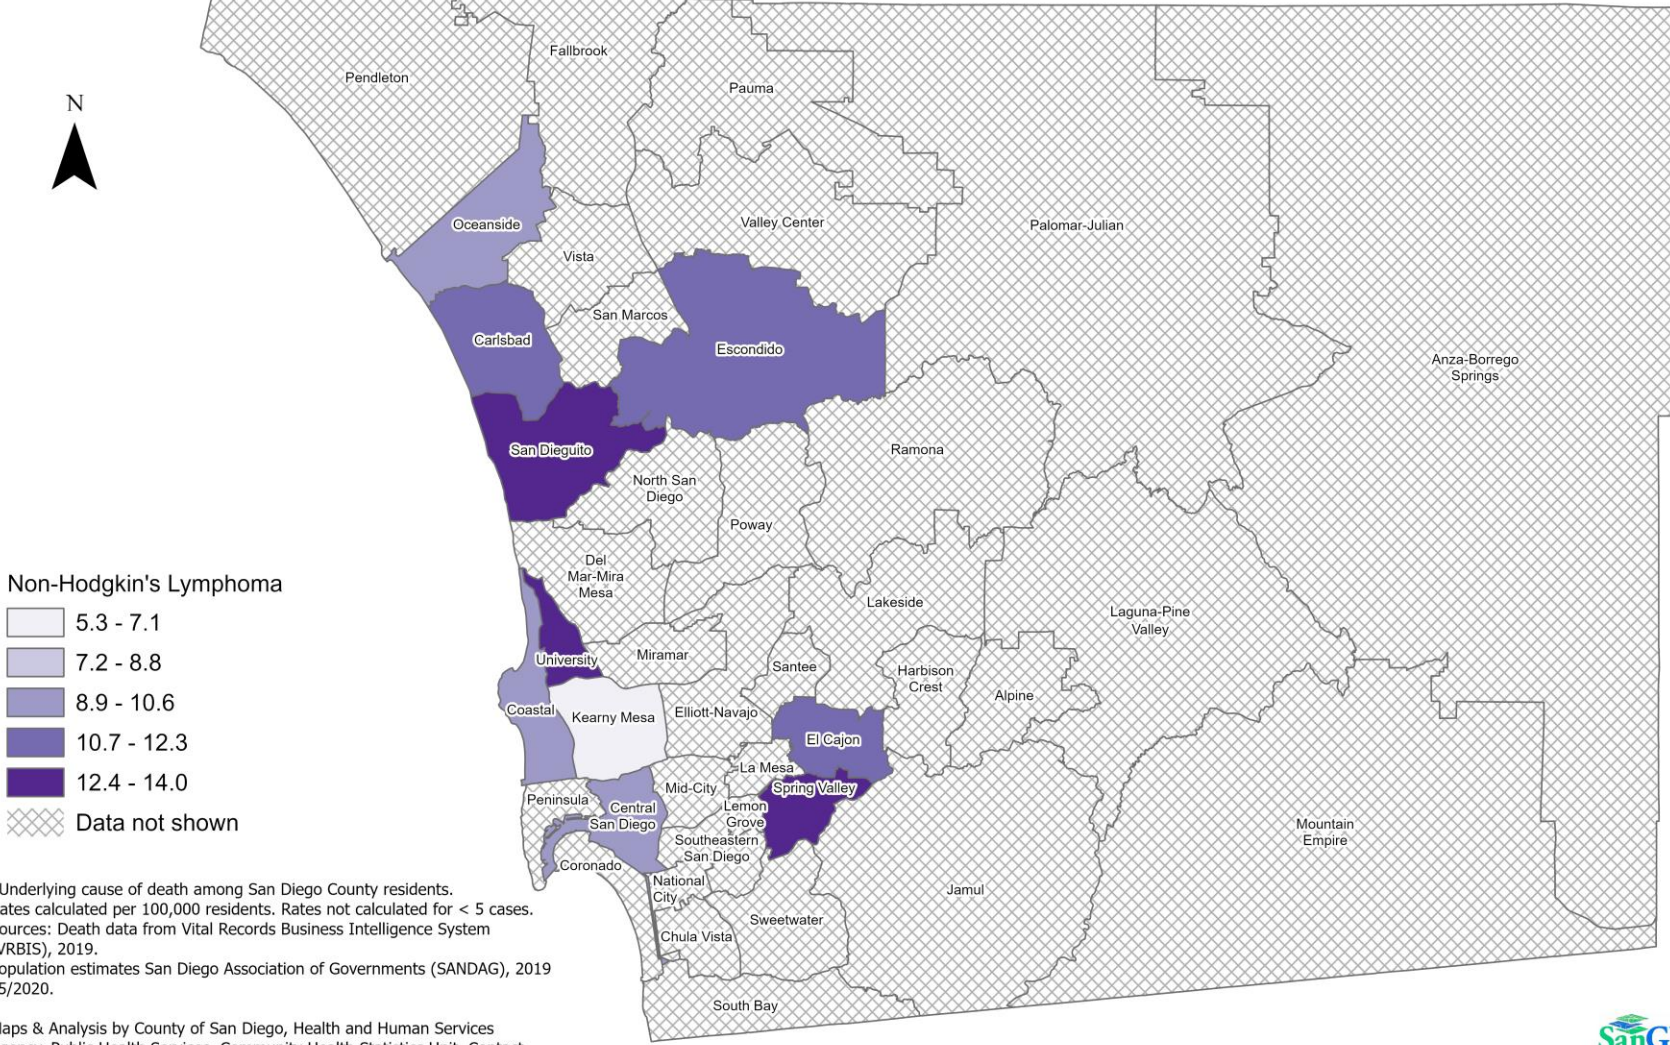 Fallbrook
Pendleton
Pauma
N
Oceanside
Valley Center
Palomar-Julian
Vista
San Marcos
Carlsbad
Escondido
Anza-Borrego
Springs
San Dieguito
Ramona
North San
Diego
Poway
Del
Mar-Mira
Mesa
Non-Hodgkin's Lymphoma
5.3 - 7.1
7.2 - 8.8
8.9 - 10.6
10.7 - 12.3
12.4 - 14.0
Data not shown
Lakeside
Laguna-Pine
Valley
University
Miramar
Santee
Harbison
Crest
Alpine
Coastal
Kearny Mesa
Elliott-Navajo
El Cajon
La Mesa
Mid-City
Spring Valley
Peninsula
Central
San Diego
Lemon
Grove
Southeastern
San Diego
Coronado
Mountain
Empire
National
City
Jamul
Sweetwater
Chula Vista
South Bay
Underlying cause of death among San Diego County residents.
ates calculated per 100,000 residents. Rates not calculated for < 5 cases.
ources: Death data from Vital Records Business Intelligence System
VRBIS), 2019.
opulation estimates San Diego Association of Governments (SANDAG), 2019
5/2020.
aps & Analysis by County of San Diego, Health and Human Services
SanG